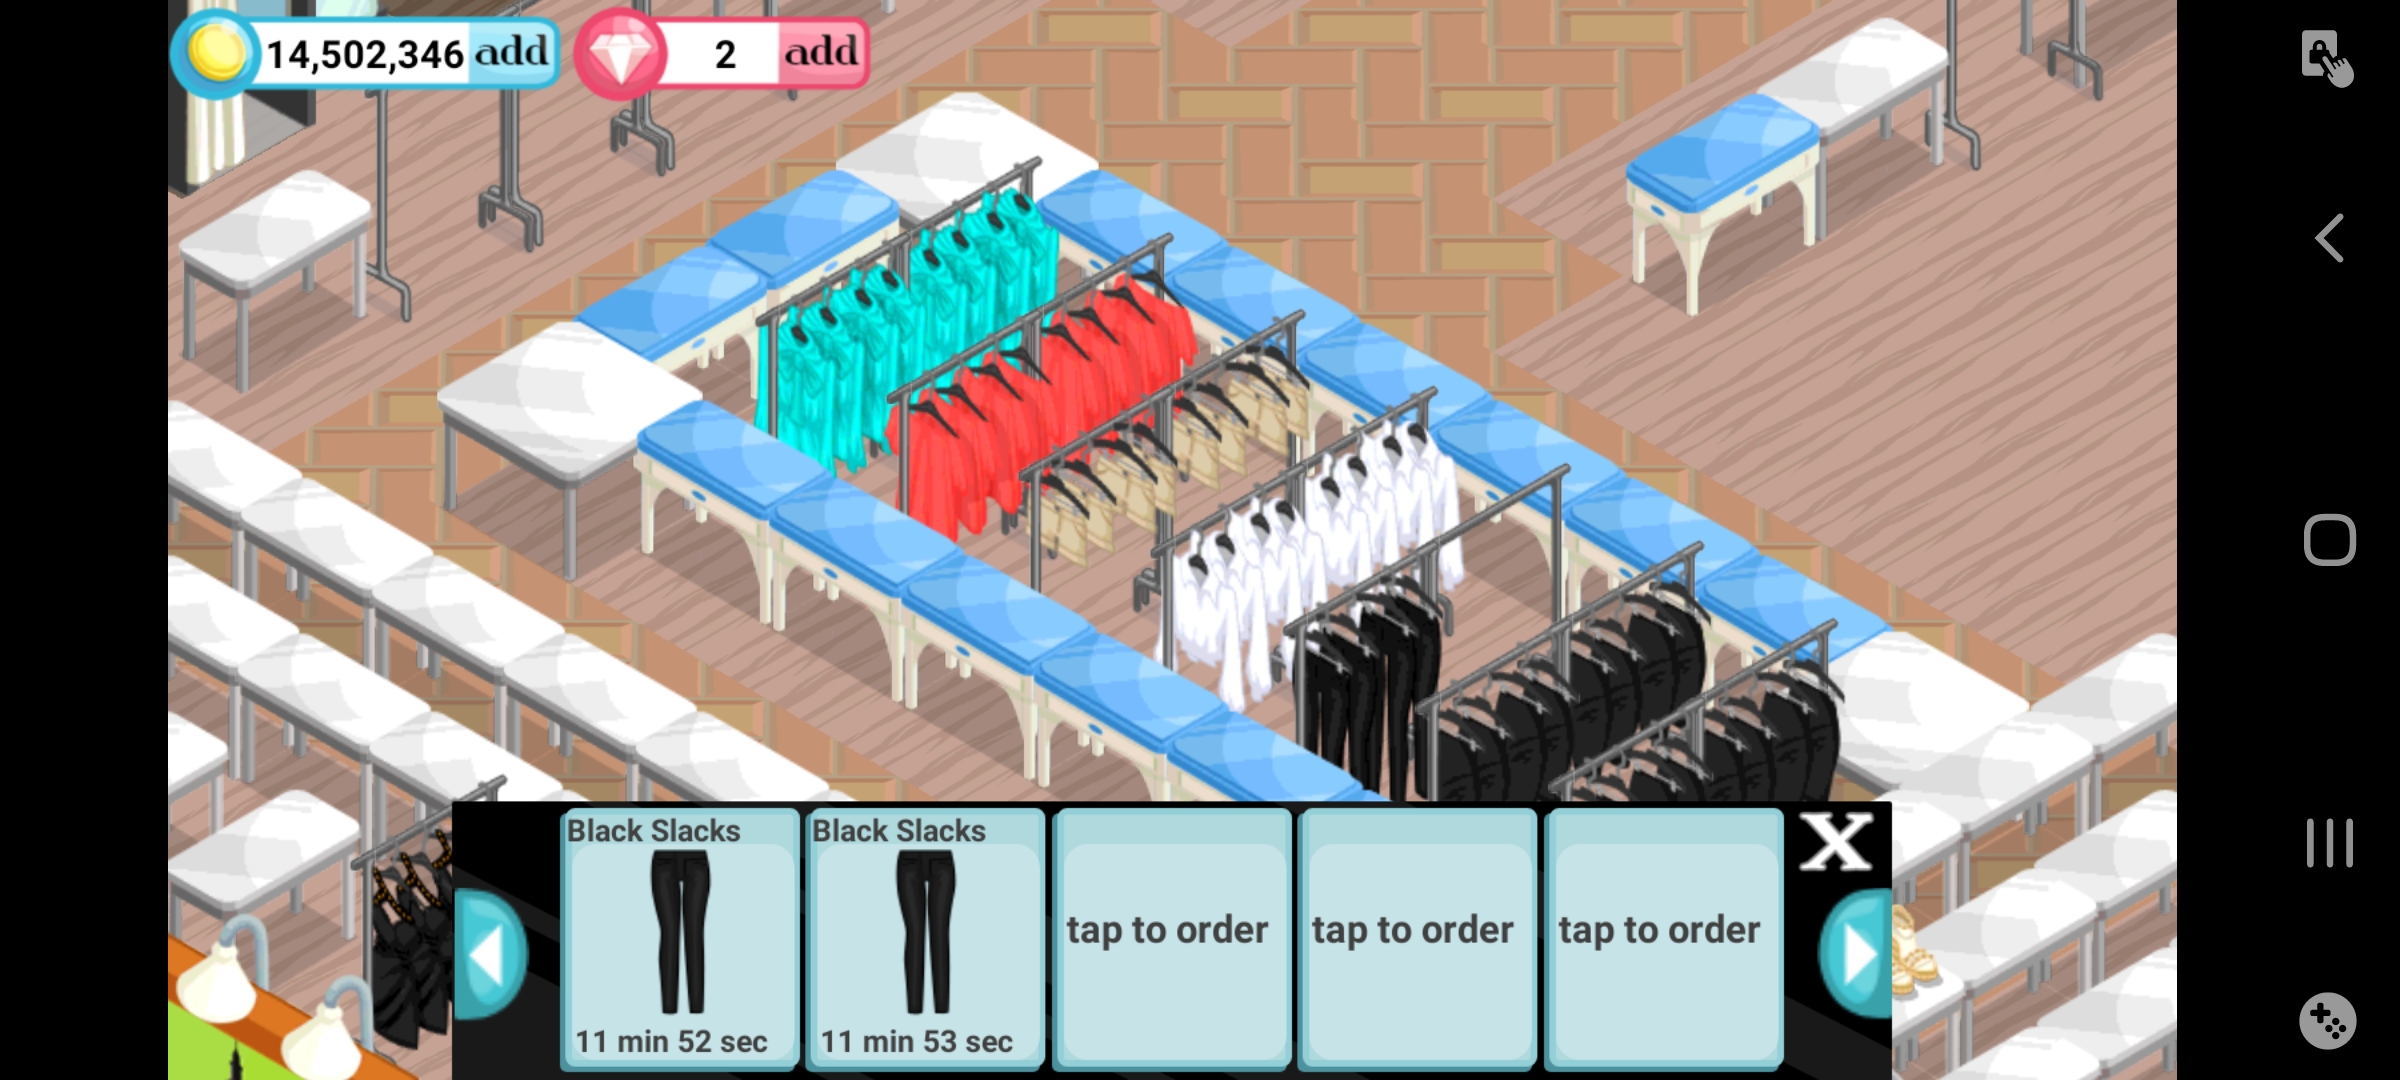 14,502,346 add
2 add
Black Slacks
11 min 52 sec
Black Slacks
11 min 53 sec
tap to order
tap to order
tap to order
X